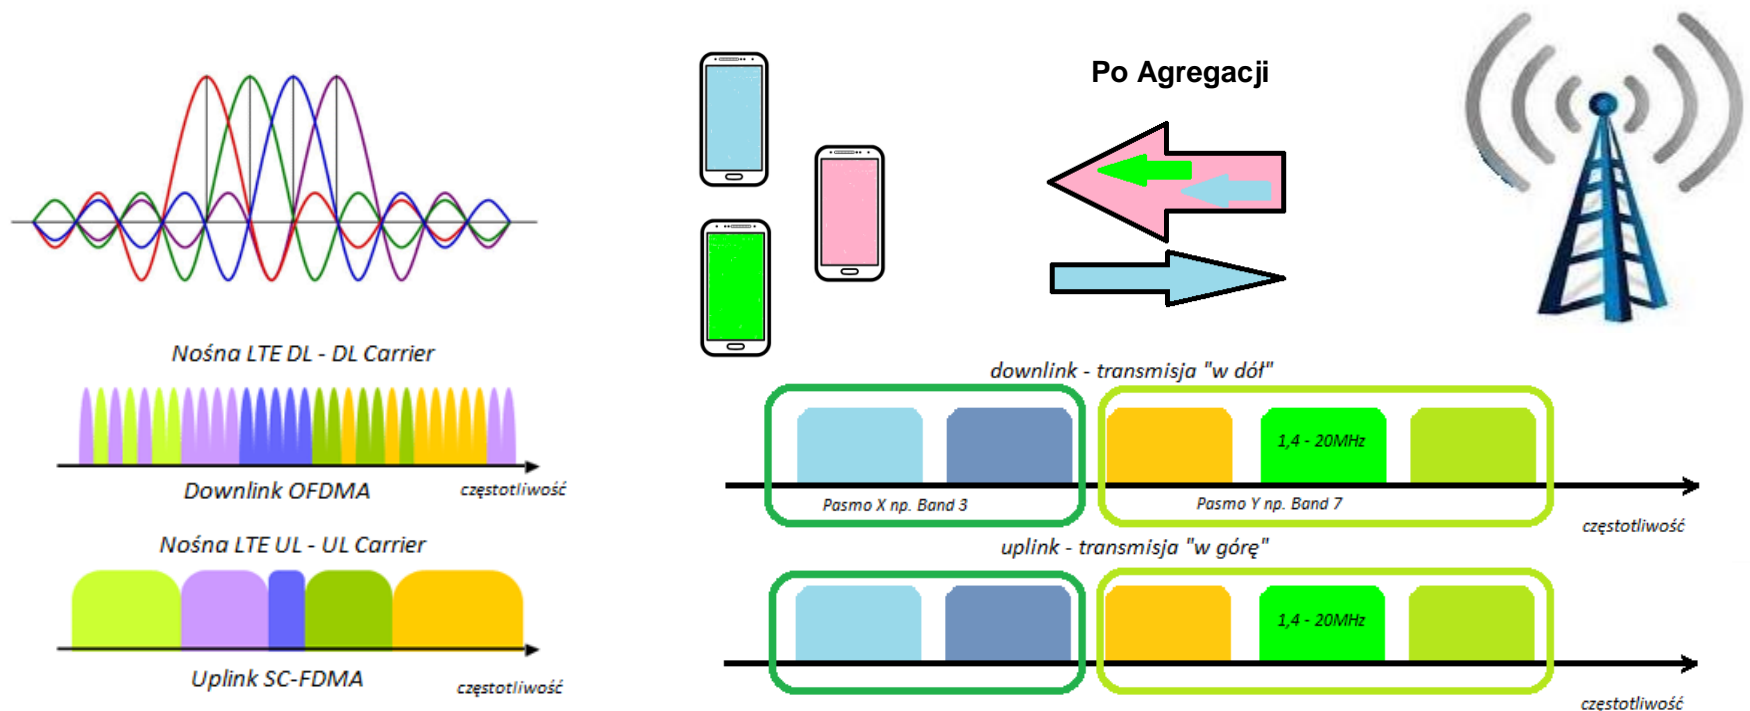 Po Agregacji
Nośna LTE DL - DL Carrier
Downlink OFDMA
częstotliwość
Nośna LTE UL - UL Carrier
Uplink SC-FDMA
częstotliwość
downlink - transmisja "w dół"
1,4 - 20MHz
Pasmo X np. Band 3
Pasmo Y np. Band 7
częstotliwość
uplink - transmisja "w górę"
1,4 - 20MHz
częstotliwość